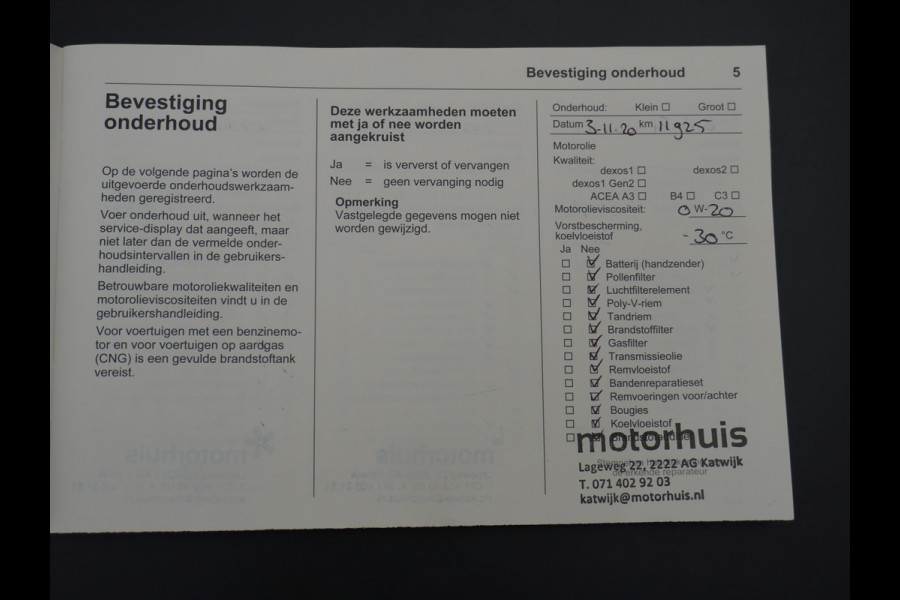 Bevestiging onderhoud 5
Bevestiging
onderhoud
Op de volgende pagina's worden de
uitgevoerde onderhoudswerkzaam-
heden geregistreerd.
Voer onderhoud uit, wanneer het
service-display dat aangeeft, maar
niet later dan de vermelde onder-
houdsintervallen in de gebruikers-
handleiding.
Betrouwbare motoroliekwaliteiten en
motorolieviscositeiten vindt u in de
gebruikershandleiding.
Voor voertuigen met een benzinemo-
tor en voor voertuigen op aardgas
(CNG) is een gevulde brandstoftank
vereist.
Deze werkzaamheden moeten
met ja of nee worden
aangekruist
Ja = is ververst of vervangen
Nee = geen vervanging nodig
Opmerking
Vastgelegde gegevens mogen niet
worden gewijzigd.
Onderhoud: Klein ☐ Groot ☐
Datum 3-11-20 km 11925
Motorolie
Kwaliteit:
dexos1 ☐ dexos2 ☐
dexos1 Gen2 ☐
ACEA A3 ☐ B4 ☐ C3 ☐
Motorolieviscositeit: 0 W-20
Vorstbescherming,
koelvloeistof -30 °C
Ja Nee
☐ ☑ Batterij (handzender)
☐ ☑ Pollenfilter
☐ ☑ Luchtfilterelement
☐ ☑ Poly-V-riem
☐ ☑ Tandriem
☐ ☑ Brandstoffilter
☐ ☑ Gasfilter
☐ ☑ Transmissieolie
☐ ☑ Remvloeistof
☐ ☑ Bandenreparatieset
☐ ☑ Remvoeringen voor/achter
☐ ☑ Bougies
☐ ☑ Koelvloeistof
motorhuis
Lageweg 22, 2222 AG Katwijk
erkende reparateur
T. 071 402 92 03
katwijk@motorhuis.nl